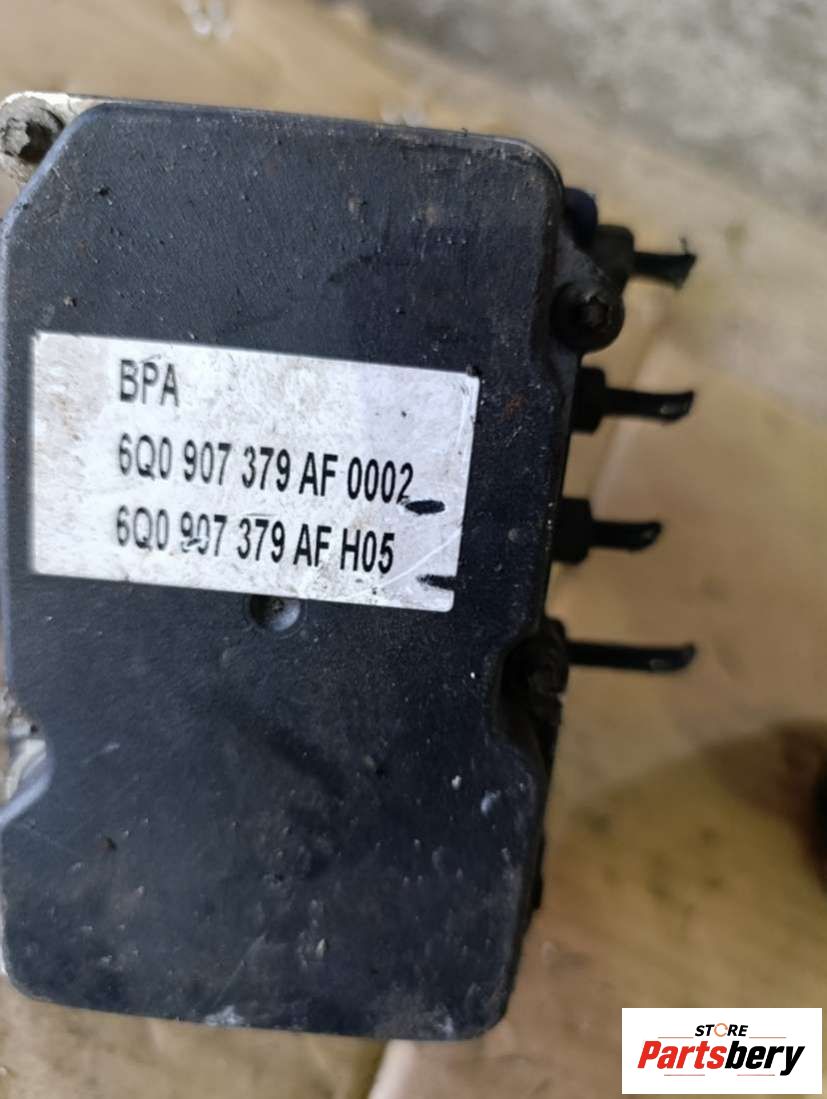 BPA
6Q0 907 379 AF 0002
6Q0 907 379 AF H05
STORE
Partsbery